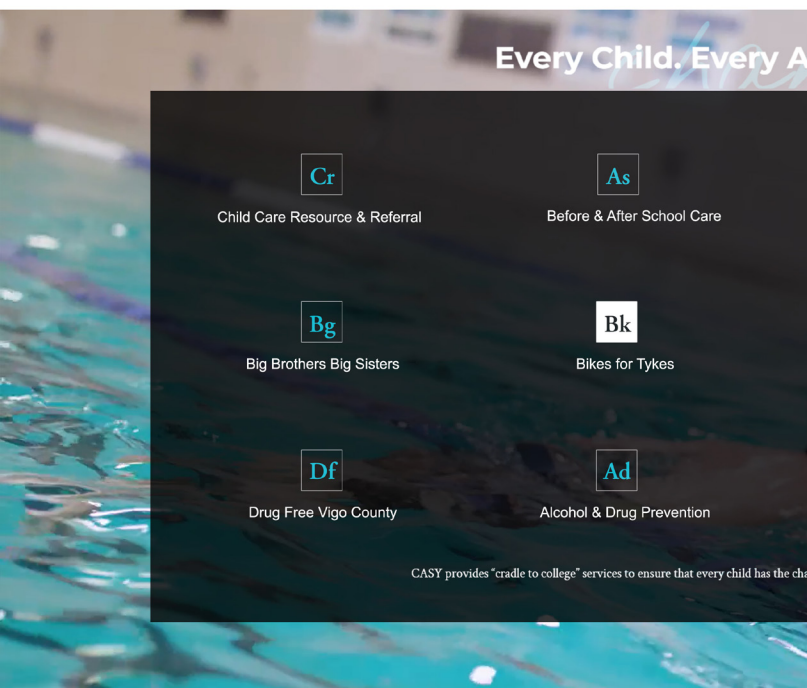 Every Child. Every A
Cr
As
Child Care Resource & Referral
Before & After School Care
Bg
Bk
Big Brothers Big Sisters
Bikes for Tykes
Df
Ad
Drug Free Vigo County
Alcohol & Drug Prevention
CASY provides “cradle to college” services to ensure that every child has the cha